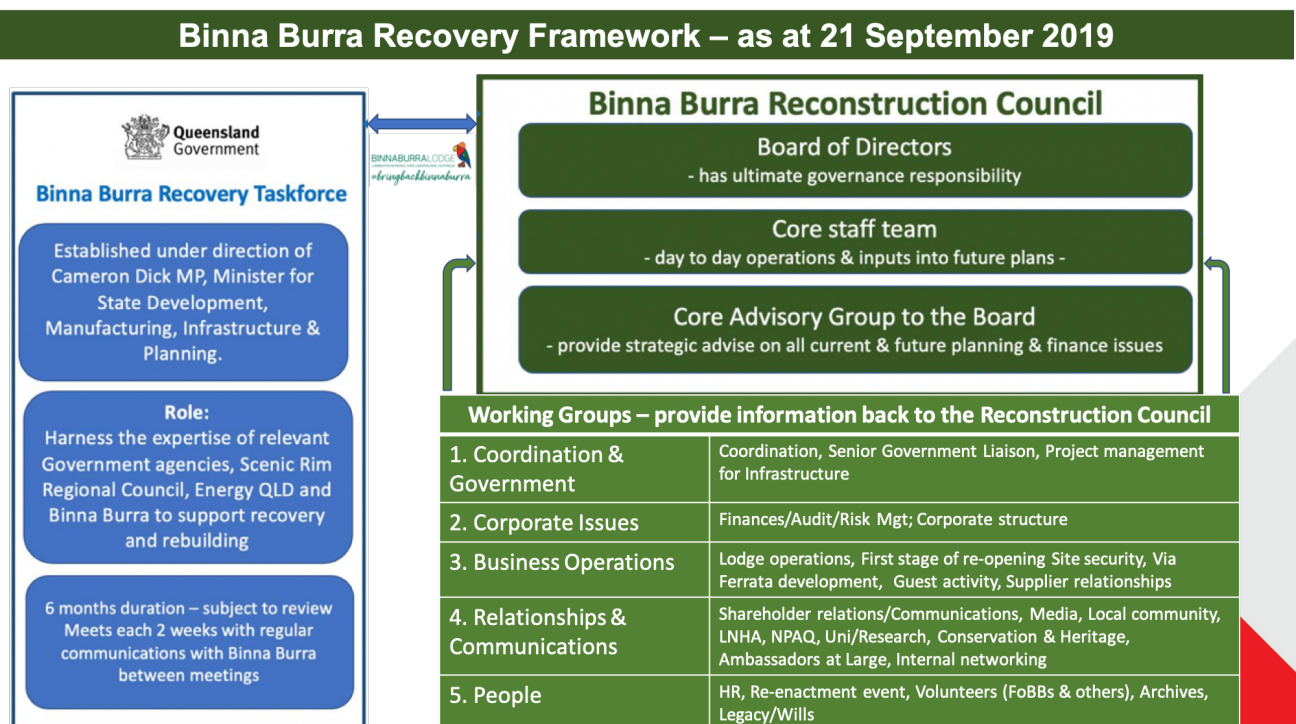 Binna Burra Recovery Framework – as at 21 September 2019
Queensland
Government
Binna Burra Recovery Taskforce
Established under direction of
Cameron Dick MP, Minister for
State Development,
Manufacturing, Infrastructure &
Planning.
Role:
Harness the expertise of relevant
Government agencies, Scenic Rim
Regional Council, Energy QLD and
Binna Burra to support recovery
and rebuilding
6 months duration – subject to review
Meets each 2 weeks with regular
communications with Binna Burra
between meetings
BINNABURRALODGE
#bringbackbinnaburra
Binna Burra Reconstruction Council
Board of Directors
- has ultimate governance responsibility
Core staff team
- day to day operations & inputs into future plans -
Core Advisory Group to the Board
- provide strategic advise on all current & future planning & finance issues
Working Groups – provide information back to the Reconstruction Council
1. Coordination &
Government
Coordination, Senior Government Liaison, Project management
for Infrastructure
2. Corporate Issues
Finances/Audit/Risk Mgt; Corporate structure
3. Business Operations
Lodge operations, First stage of re-opening Site security, Via
Ferrata development, Guest activity, Supplier relationships
4. Relationships &
Communications
Shareholder relations/Communications, Media, Local community,
LNHA, NPAQ, Uni/Research, Conservation & Heritage,
Ambassadors at Large, Internal networking
5. People
HR, Re-enactment event, Volunteers (FoBBs & others), Archives,
Legacy/Wills